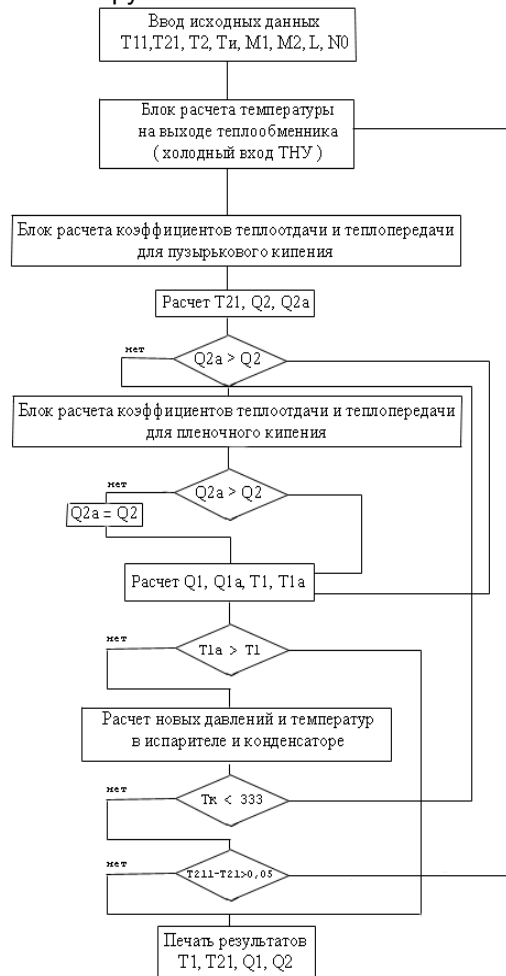 Ввод исходных данных
T11,T21, T2, Tи, M1, M2, L, N0
Блок расчета температуры
на выходе теплообменника
( холодный вход ТНУ )
Блок расчета коэффициентов теплоотдачи и теплопередачи
для пузырькового кипения
Расчет T21, Q2, Q2a
нет
Q2a > Q2
Блок расчета коэффициентов теплоотдачи и теплопередачи
для пленочного кипения
нет
Q2a > Q2
Q2a = Q2
Расчет Q1, Q1a, T1, T1a
нет
T1a > T1
Расчет новых давлений и температур
в испарителе и конденсаторе
нет
Tк < 333
нет
T211-T21>0,05
Печать результатов
T1, T21, Q1, Q2